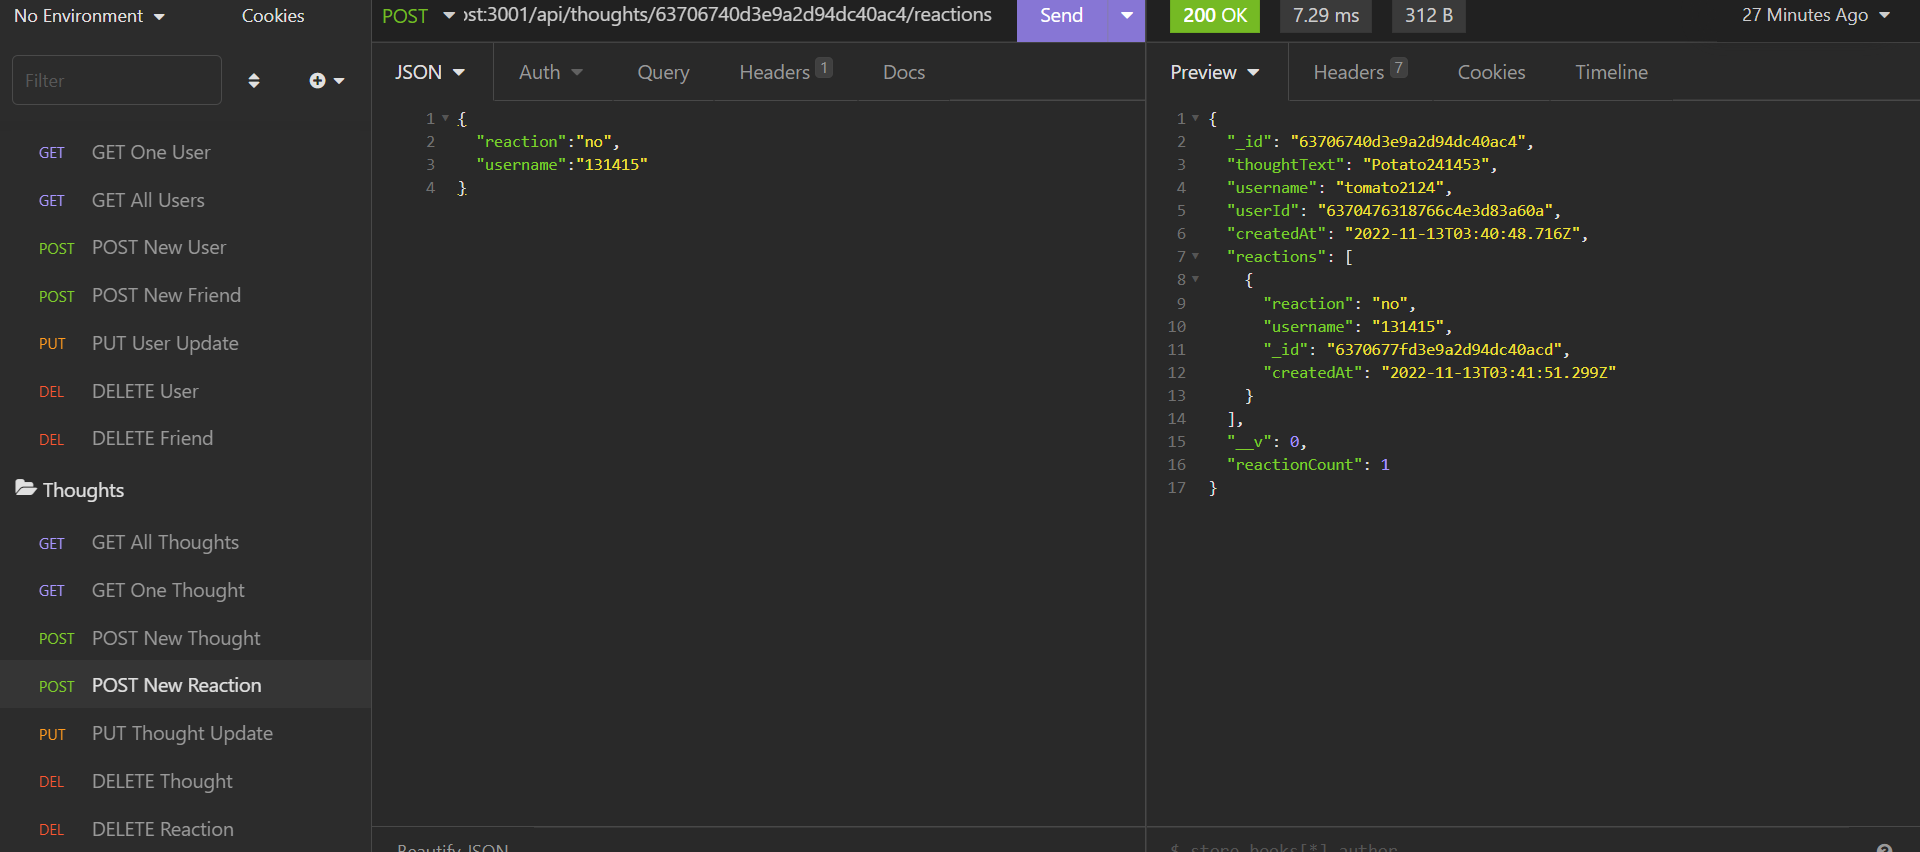 No Environment
Cookies
Filter
GET GET One User
GET GET All Users
POST POST New User
POST POST New Friend
PUT PUT User Update
DEL DELETE User
DEL DELETE Friend
Thoughts
GET GET All Thoughts
GET GET One Thought
POST POST New Thought
POST POST New Reaction
PUT PUT Thought Update
DEL DELETE Thought
DEL DELETE Reaction
POST ost:3001/api/thoughts/63706740d3e9a2d94dc40ac4/reactions Send
JSON Auth Query Headers 1 Docs
1 {
2 "reaction":"no",
3 "username":"131415"
4 }
Beautify JSON
200 OK 7.29 ms 312 B 27 Minutes Ago
Preview Headers 7 Cookies Timeline
1 {
2 "_id": "63706740d3e9a2d94dc40ac4",
3 "thoughtText": "Potato241453",
4 "username": "tomato2124",
5 "userId": "6370476318766c4e3d83a60a",
6 "createdAt": "2022-11-13T03:40:48.716Z",
7 "reactions": [
8 {
9 "reaction": "no",
10 "username": "131415",
11 "_id": "6370677fd3e9a2d94dc40acd",
12 "createdAt": "2022-11-13T03:41:51.299Z"
13 }
14 ],
15 "__v": 0,
16 "reactionCount": 1
17 }
$.store.books[*].author